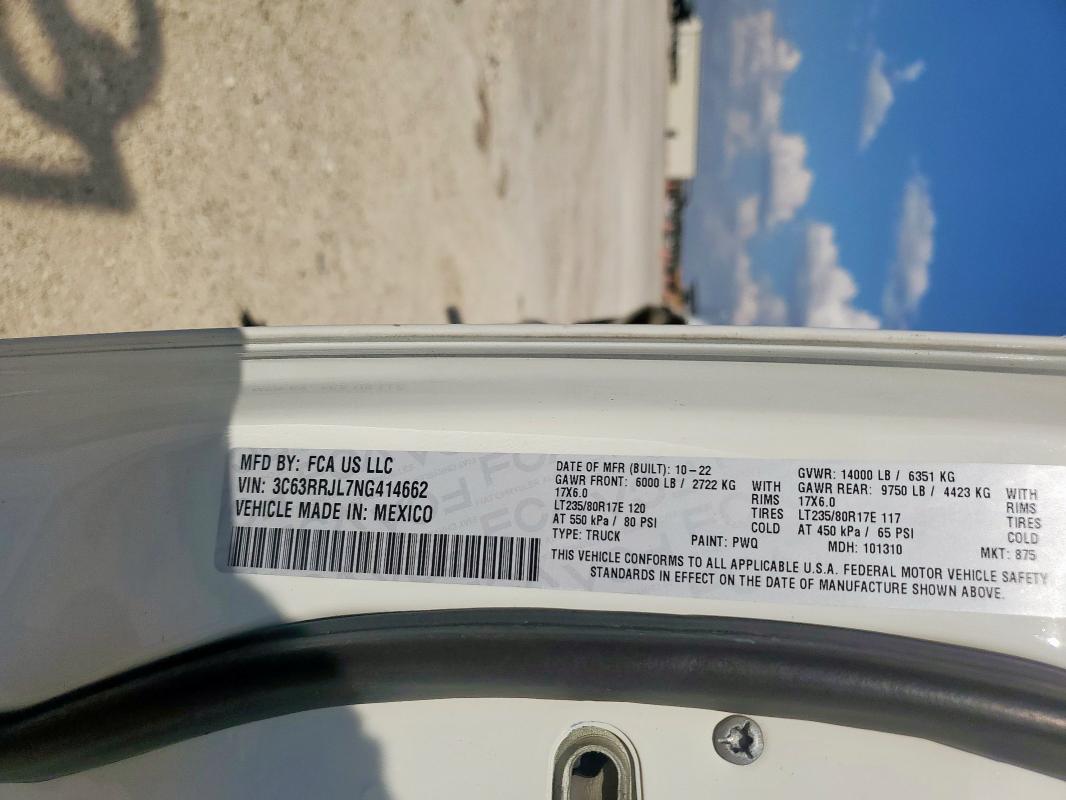 MFD BY: FCA US LLC
VIN: 3C63RRJL7NG414662
VEHICLE MADE IN: MEXICO
DATE OF MFR (BUILT): 10-22
GAWR FRONT: 6000 LB / 2722 KG WITH
17X6.0 RIMS
LT235/80R17E 120 TIRES
AT 550 kPa / 80 PSI COLD
TYPE: TRUCK PAINT: PWQ
GVWR: 14000 LB / 6351 KG
GAWR REAR: 9750 LB / 4423 KG WITH
17X6.0 RIMS
LT235/80R17E 117 TIRES
AT 450 kPa / 65 PSI COLD
MDH: 101310 MKT: 875
THIS VEHICLE CONFORMS TO ALL APPLICABLE U.S.A. FEDERAL MOTOR VEHICLE SAFETY
STANDARDS IN EFFECT ON THE DATE OF MANUFACTURE SHOWN ABOVE.